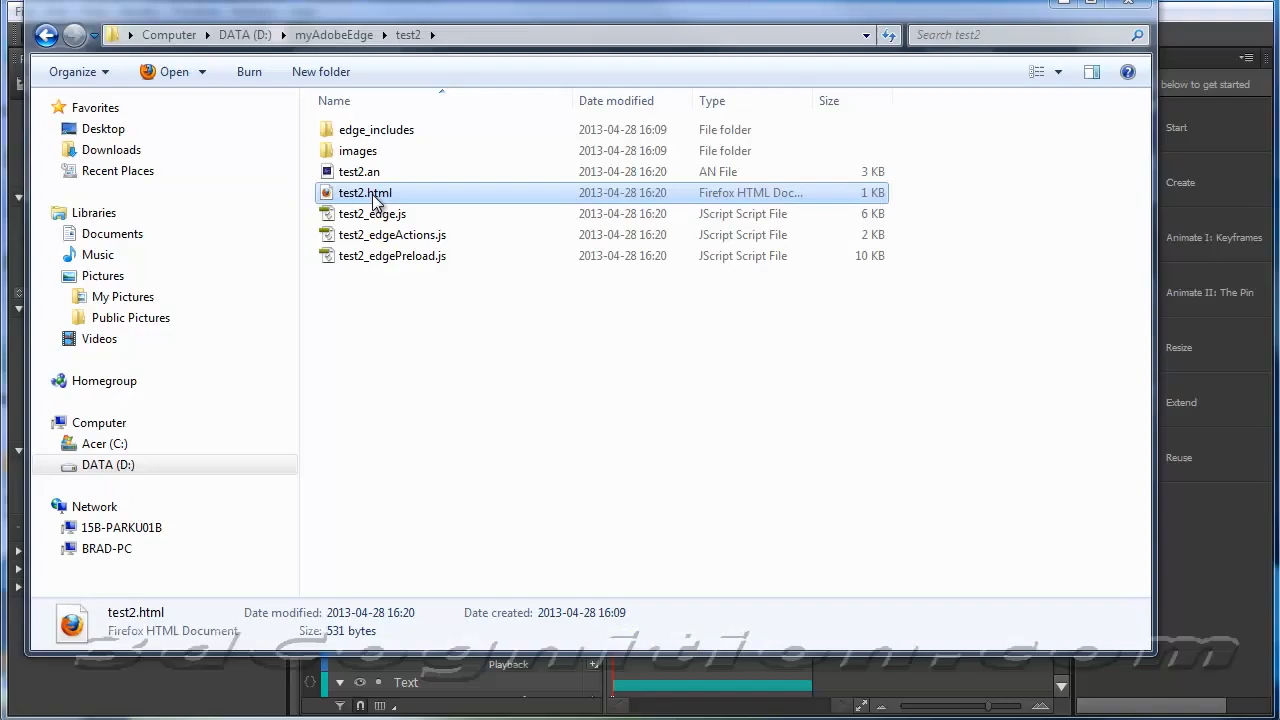 Computer DATA (D:) myAdobeEdge test2
Search test2
Organize Open Burn New folder
below to get started
Name Date modified Type Size
Favorites
Desktop
Downloads
Recent Places
Libraries
Documents
Music
Pictures
My Pictures
Public Pictures
Videos
Homegroup
Computer
Acer (C:)
DATA (D:)
Network
15B-PARKU01B
BRAD-PC
edge_includes 2013-04-28 16:09 File folder
images 2013-04-28 16:09 File folder
test2.an 2013-04-28 16:20 AN File 3 KB
test2.html 2013-04-28 16:20 Firefox HTML Doc... 1 KB
test2_edge.js 2013-04-28 16:20 JScript Script File 6 KB
test2_edgeActions.js 2013-04-28 16:20 JScript Script File 2 KB
test2_edgePreload.js 2013-04-28 16:20 JScript Script File 10 KB
Start
Create
Animate I: Keyframes
Animate II: The Pin
Resize
Extend
Reuse
test2.html Date modified: 2013-04-28 16:20 Date created: 2013-04-28 16:09
Firefox HTML Document Size: 531 bytes
3dCognition.com
Playback
Text